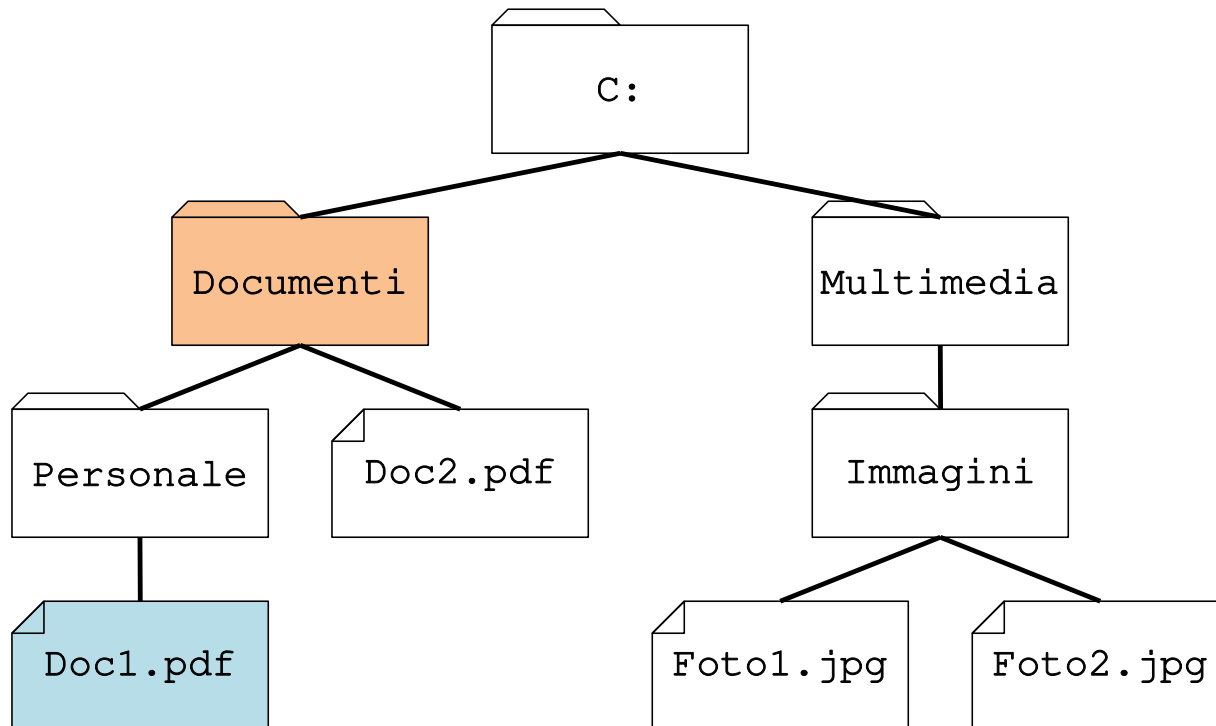 C:
Documenti
Multimedia
Personale
Doc2.pdf
Immagini
Doc1.pdf
Foto1.jpg
Foto2.jpg